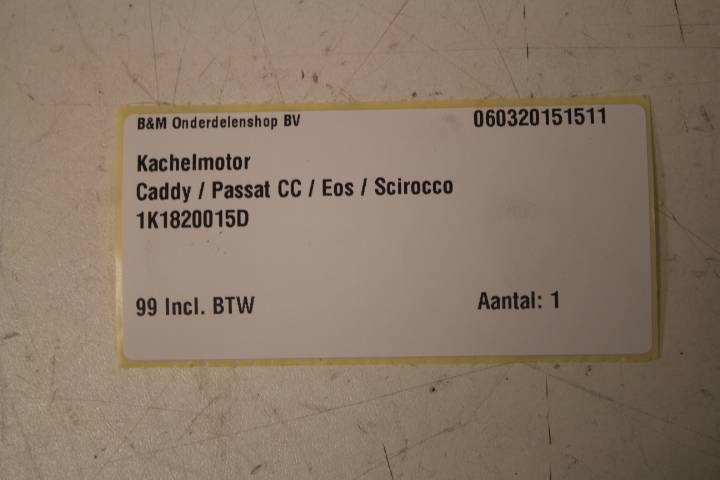 B&M Onderdelenshop BV 060320151511
Kachelmotor
Caddy / Passat CC / Eos / Scirocco
1K1820015D
99 Incl. BTW Aantal: 1